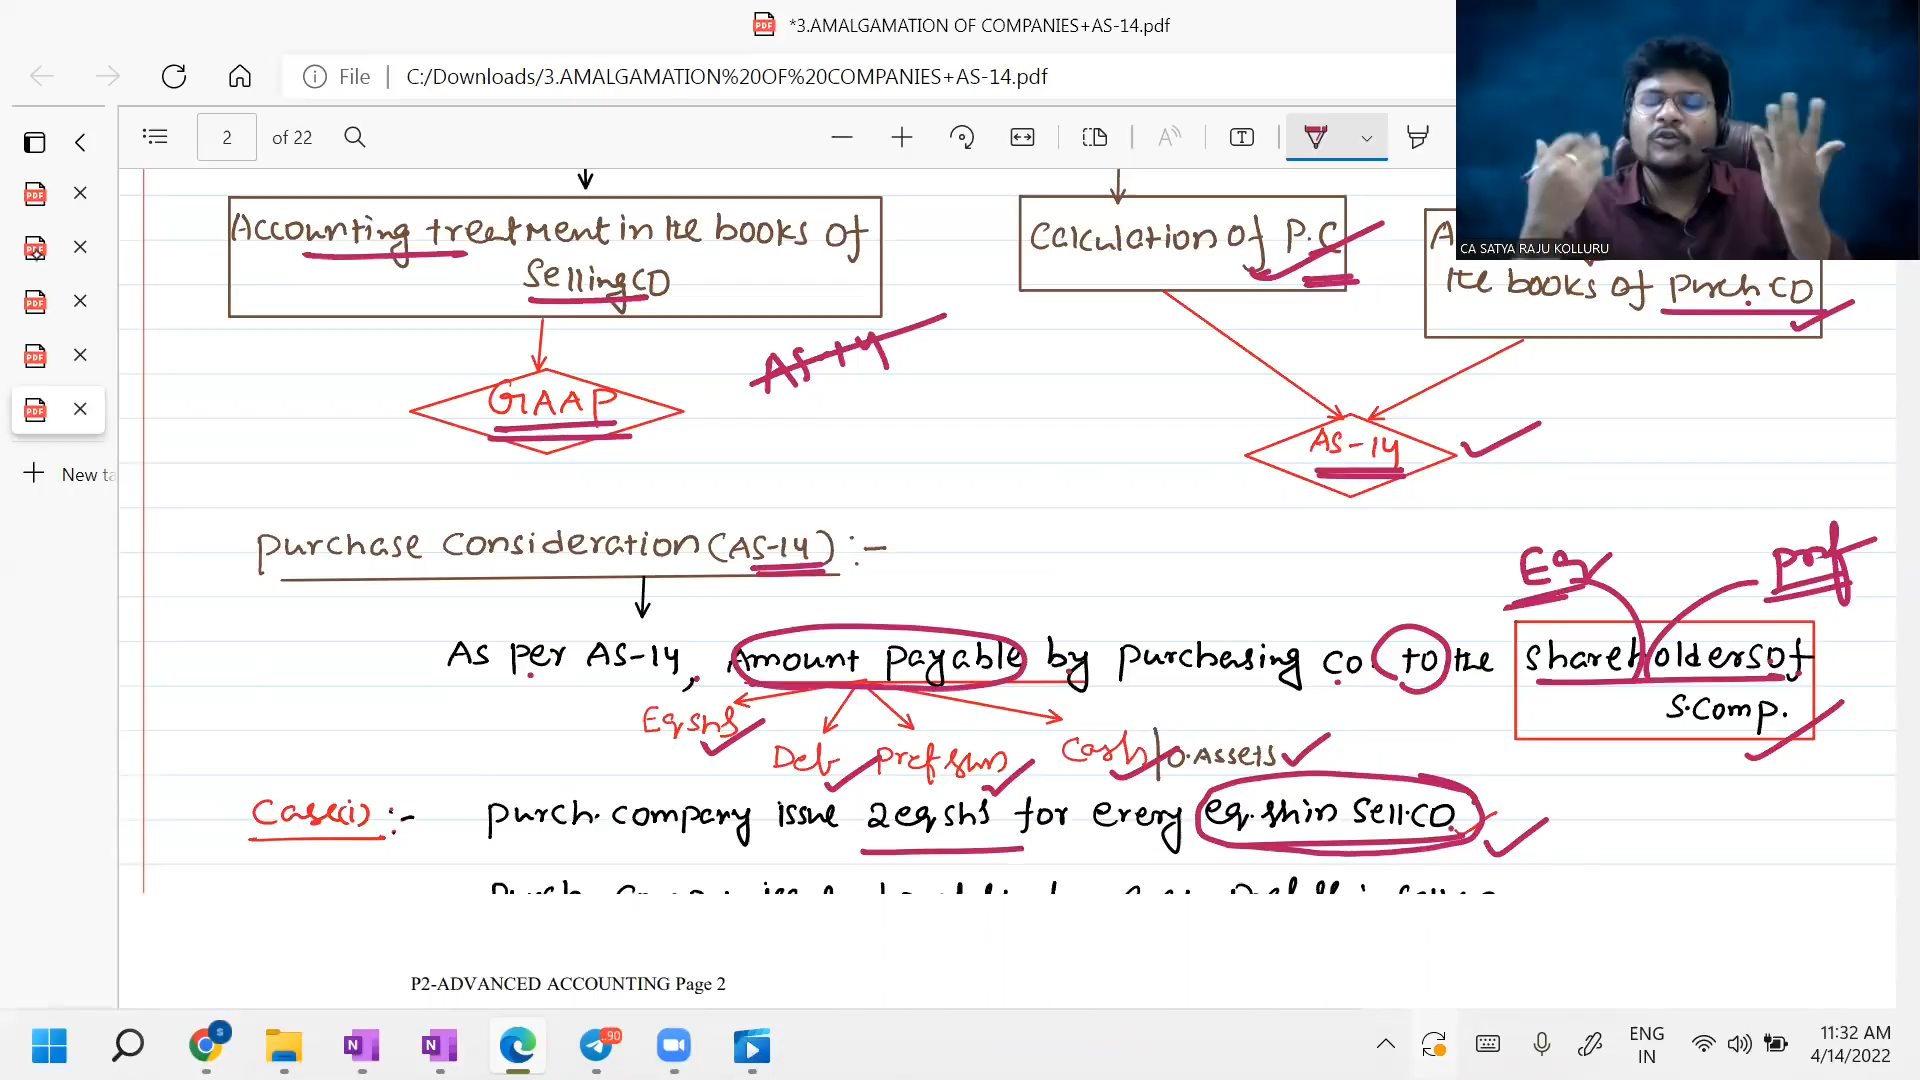 *3.AMALGAMATION OF COMPANIES+AS-14.pdf
File
C:/Downloads/3.AMALGAMATION%20OF%20COMPANIES+AS-14.pdf
2 of 22
CA SATYA RAJU KOLLURU
Accounting treatment in the books of
Selling CO
Calculation of P.C
A
the books of purch CO
AS-14
GAAP
AS-14
New ta
purchase consideration (AS-14) :-
Eq
pref
As per AS-14, Amount payable by purchasing co to the shareholders of
S.comp.
Eq shs
Deb
pref shrs
Cash|O.Assets
Case(i) :- purch. company issue 2 eq shs for every eq. sh in Sell.CO
P2-ADVANCED ACCOUNTING Page 2
S
90
ENG
IN
11:32 AM
4/14/2022